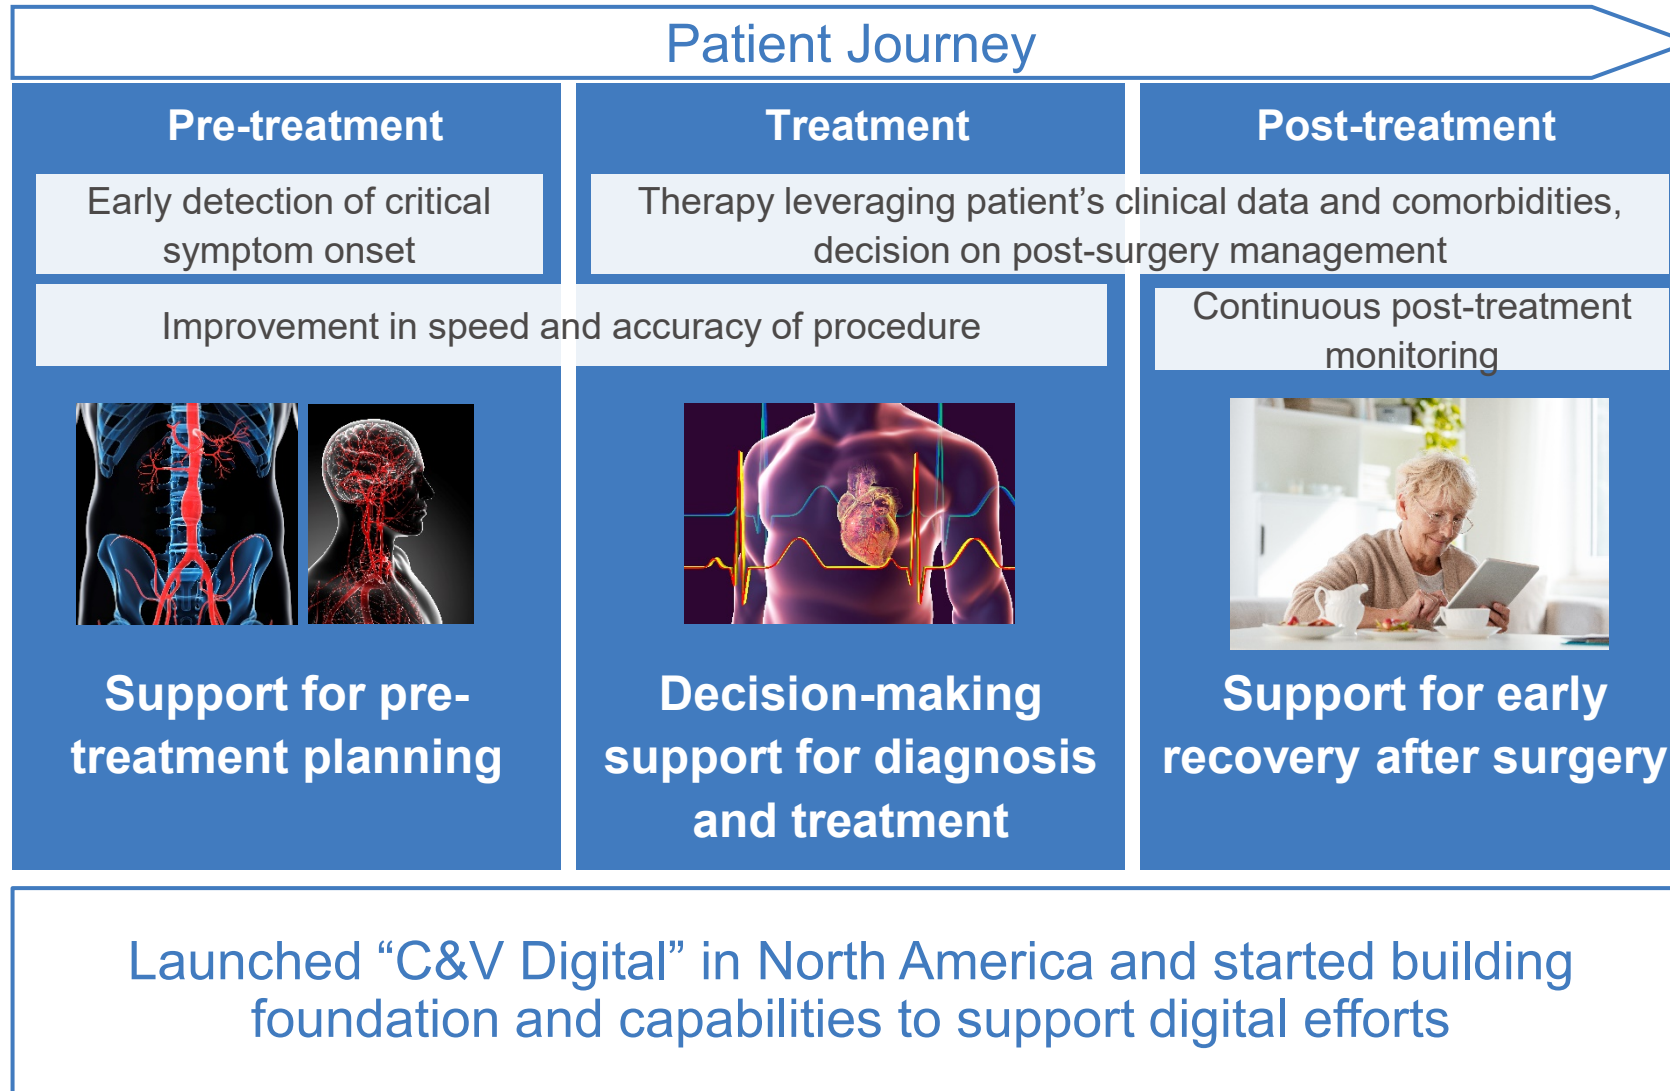 Patient Journey
Pre-treatment
Treatment
Post-treatment
Early detection of critical
symptom onset
Therapy leveraging patient’s clinical data and comorbidities,
decision on post-surgery management
Improvement in speed and accuracy of procedure
Continuous post-treatment
monitoring
Support for pre-
treatment planning
Decision-making
support for diagnosis
and treatment
Support for early
recovery after surgery
Launched “C&V Digital” in North America and started building
foundation and capabilities to support digital efforts